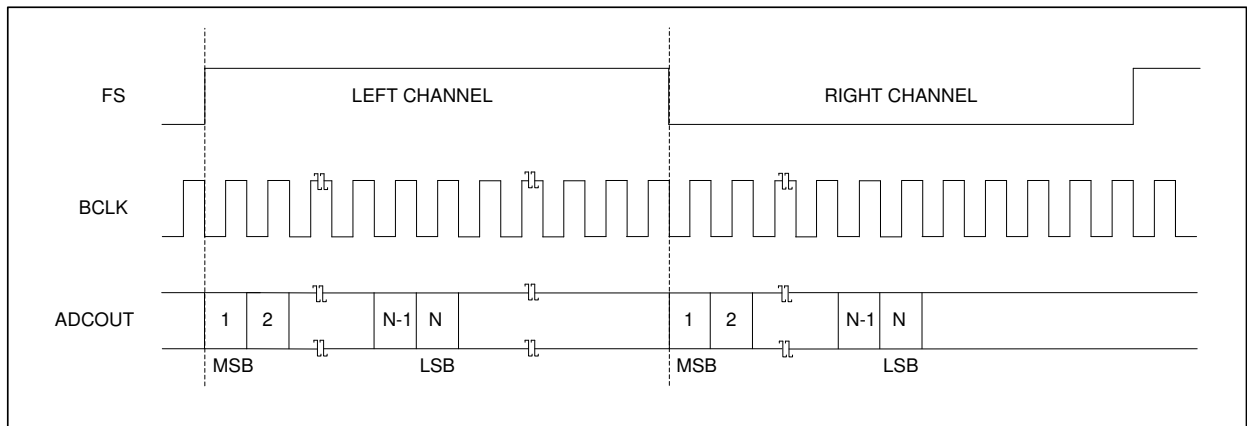 FS
LEFT CHANNEL
RIGHT CHANNEL
BCLK
ADCOUT
1 2 N-1 N 1 2 N-1 N
MSB LSB MSB LSB